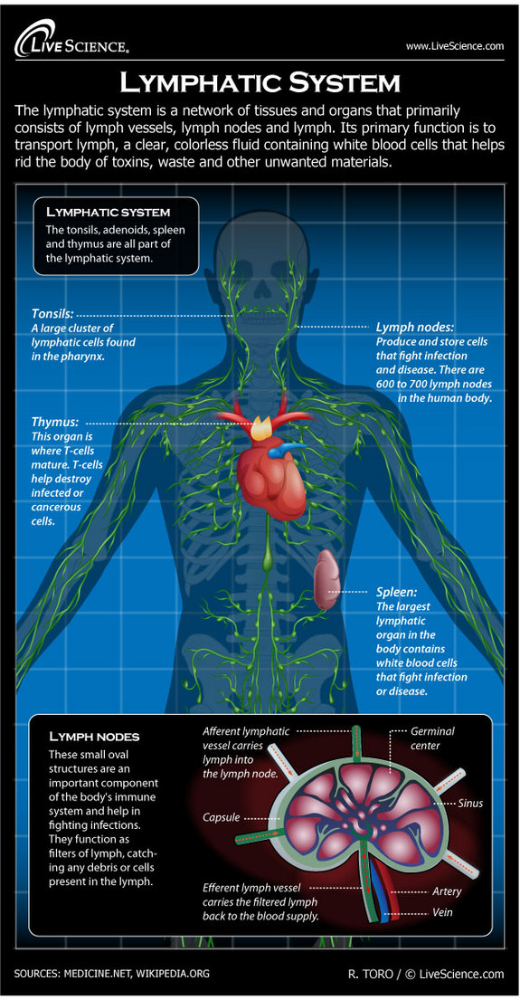 LIVESCIENCE.
www.LiveScience.com
LYMPHATIC SYSTEM
The lymphatic system is a network of tissues and organs that primarily
consists of lymph vessels, lymph nodes and lymph. Its primary function is to
transport lymph, a clear, colorless fluid containing white blood cells that helps
rid the body of toxins, waste and other unwanted materials.
LYMPHATIC SYSTEM
The tonsils, adenoids, spleen
and thymus are all part of
the lymphatic system.
Tonsils:
A large cluster of
lymphatic cells found
in the pharynx.
Lymph nodes:
Produce and store cells
that fight infection
and disease. There are
600 to 700 lymph nodes
in the human body.
Thymus:
This organ is
where T-cells
mature. T-cells
help destroy
infected or
cancerous
cells.
Spleen:
The largest
lymphatic
organ in the
body contains
white blood cells
that fight infection
or disease.
LYMPH NODES
These small oval
structures are an
important component
of the body's immune
system and help in
fighting infections.
They function as
filters of lymph, catch-
ing any debris or cells
present in the lymph.
Afferent lymphatic
vessel carries
lymph into
the lymph node.
Germinal
center
Sinus
Capsule
Efferent lymph vessel
carries the filtered lymph
back to the blood supply.
Artery
Vein
SOURCES: MEDICINE.NET, WIKIPEDIA.ORG
R. TORO / © LiveScience.com